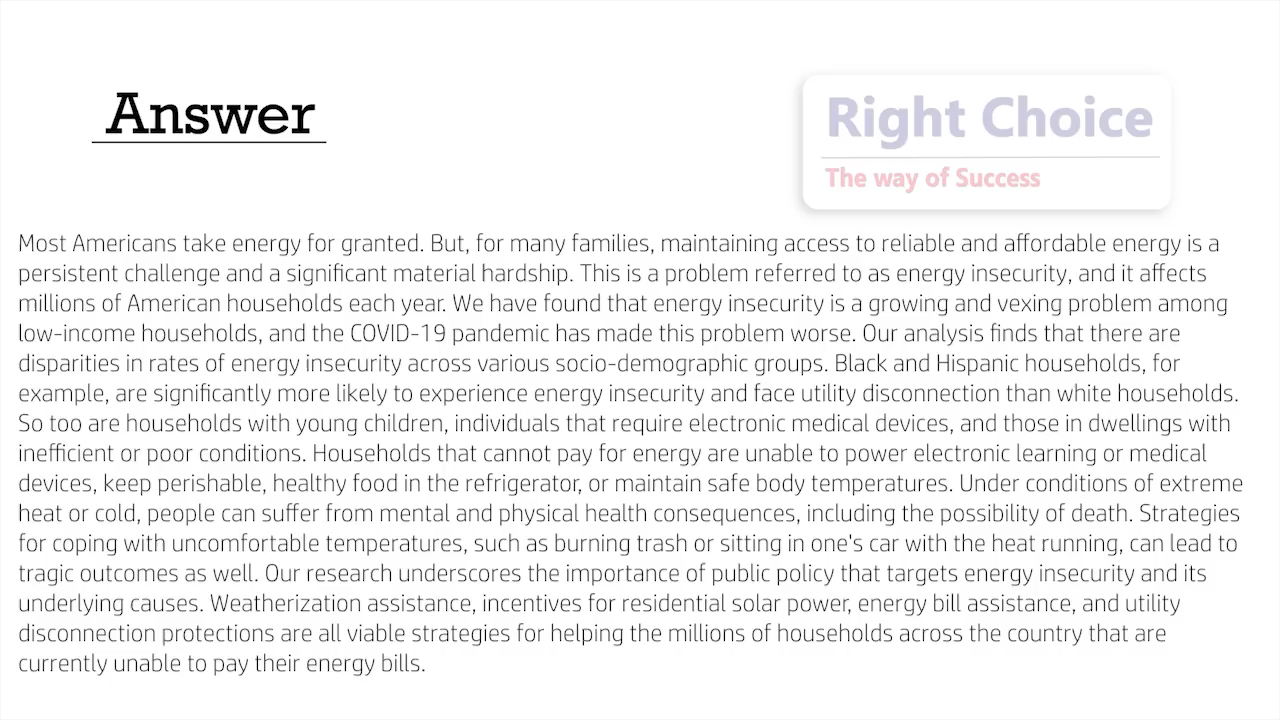 Answer
Right Choice
The way of Success
Most Americans take energy for granted. But, for many families, maintaining access to reliable and affordable energy is a
persistent challenge and a significant material hardship. This is a problem referred to as energy insecurity, and it affects
millions of American households each year. We have found that energy insecurity is a growing and vexing problem among
low-income households, and the COVID-19 pandemic has made this problem worse. Our analysis finds that there are
disparities in rates of energy insecurity across various socio-demographic groups. Black and Hispanic households, for
example, are significantly more likely to experience energy insecurity and face utility disconnection than white households.
So too are households with young children, individuals that require electronic medical devices, and those in dwellings with
inefficient or poor conditions. Households that cannot pay for energy are unable to power electronic learning or medical
devices, keep perishable, healthy food in the refrigerator, or maintain safe body temperatures. Under conditions of extreme
heat or cold, people can suffer from mental and physical health consequences, including the possibility of death. Strategies
for coping with uncomfortable temperatures, such as burning trash or sitting in one's car with the heat running, can lead to
tragic outcomes as well. Our research underscores the importance of public policy that targets energy insecurity and its
underlying causes. Weatherization assistance, incentives for residential solar power, energy bill assistance, and utility
disconnection protections are all viable strategies for helping the millions of households across the country that are
currently unable to pay their energy bills.